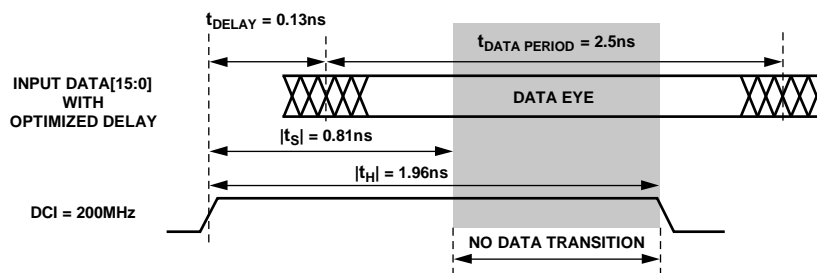 tDELAY = 0.13ns
tDATA PERIOD = 2.5ns
INPUT DATA[15:0]
WITH
OPTIMIZED DELAY
DATA EYE
|tS| = 0.81ns
|tH| = 1.96ns
DCI = 200MHz
NO DATA TRANSITION